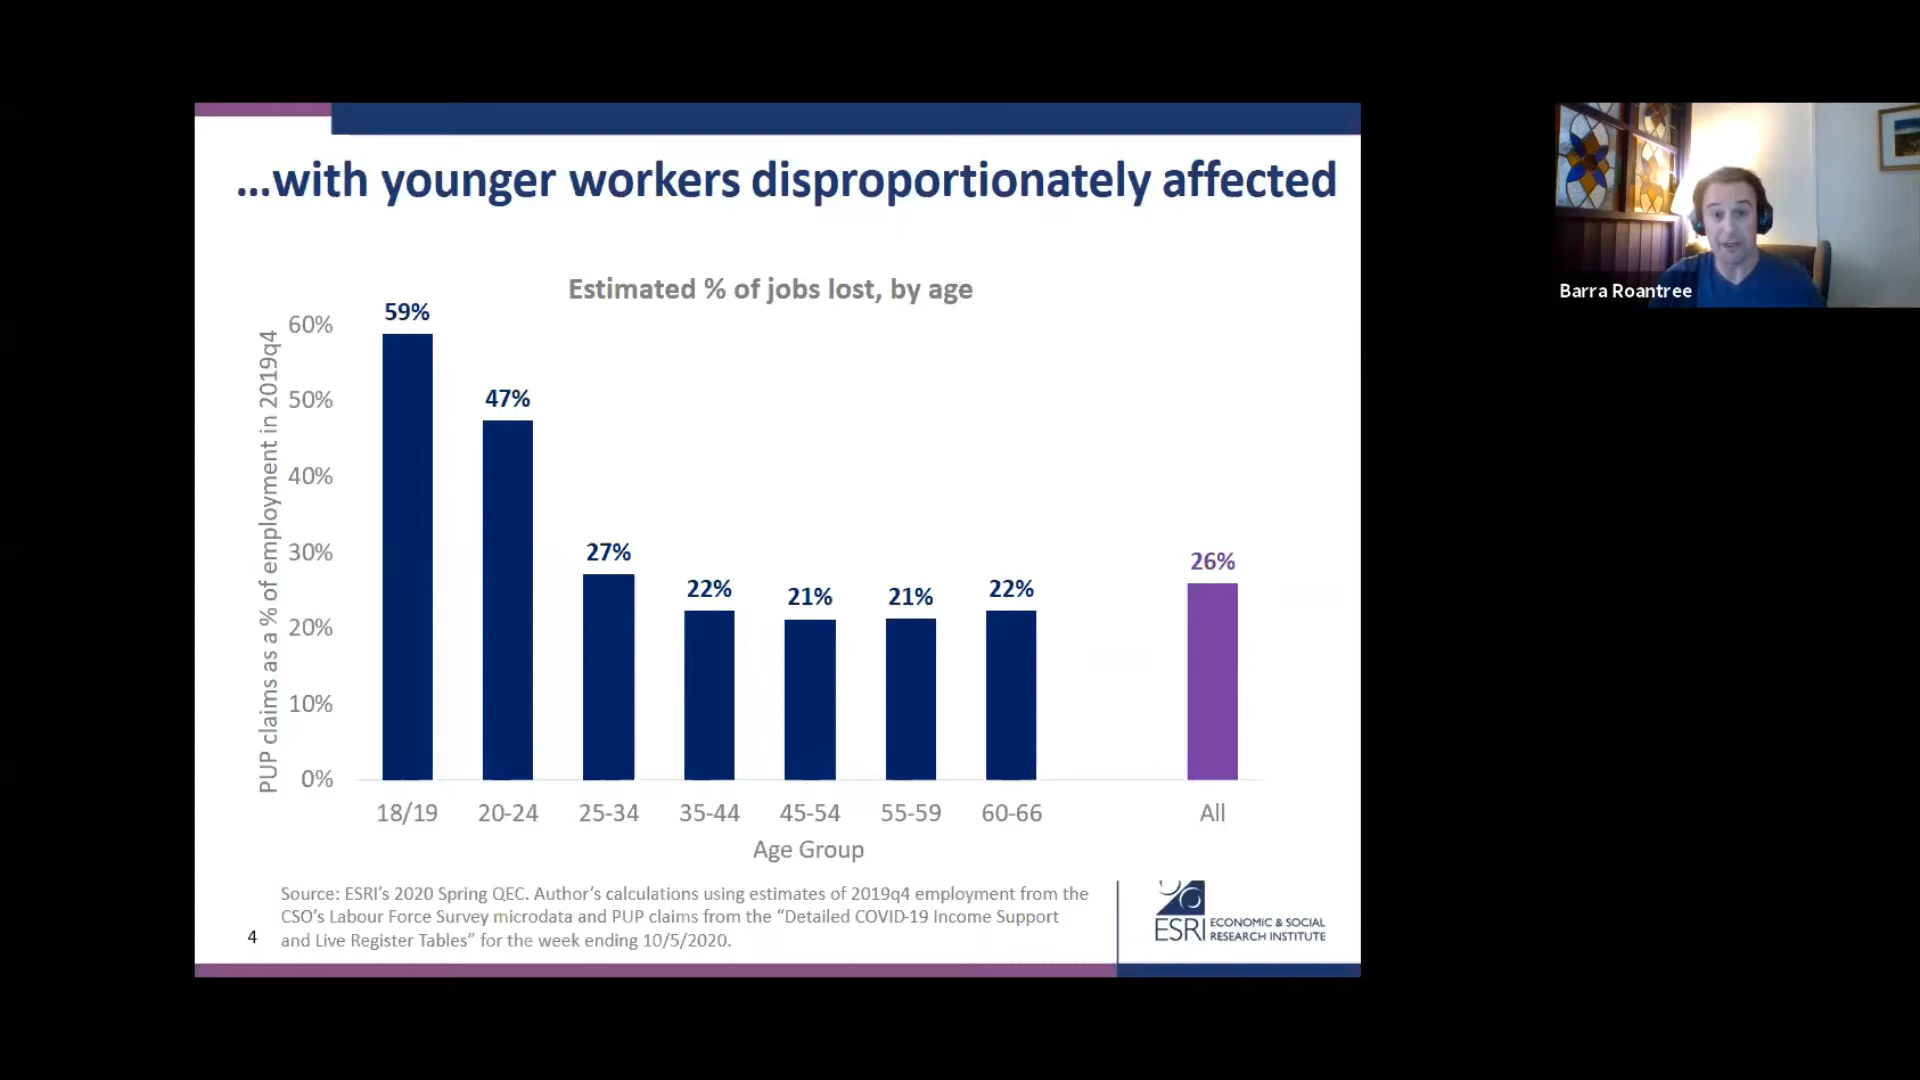 ...with younger workers disproportionately affected
Estimated % of jobs lost, by age
PUP claims as a % of employment in 2019q4
60%
50%
40%
30%
20%
10%
0%
59%
47%
27%
22%
21%
21%
22%
26%
18/19
20-24
25-34
35-44
45-54
55-59
60-66
All
Age Group
Source: ESRI's 2020 Spring QEC. Author's calculations using estimates of 2019q4 employment from the
CSO's Labour Force Survey microdata and PUP claims from the “Detailed COVID-19 Income Support
and Live Register Tables” for the week ending 10/5/2020.
4
ESRI
ECONOMIC & SOCIAL
RESEARCH INSTITUTE
Barra Roantree